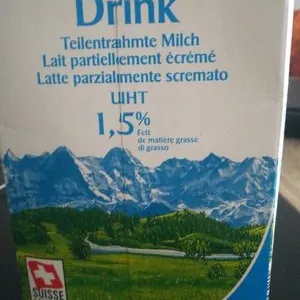 Drink
Teilentrahmte Milch
Lait partiellement écrémé
Latte parzialmente scremato
UHT
1,5%
Fett
de matière grasse
di grasso
SUISSE